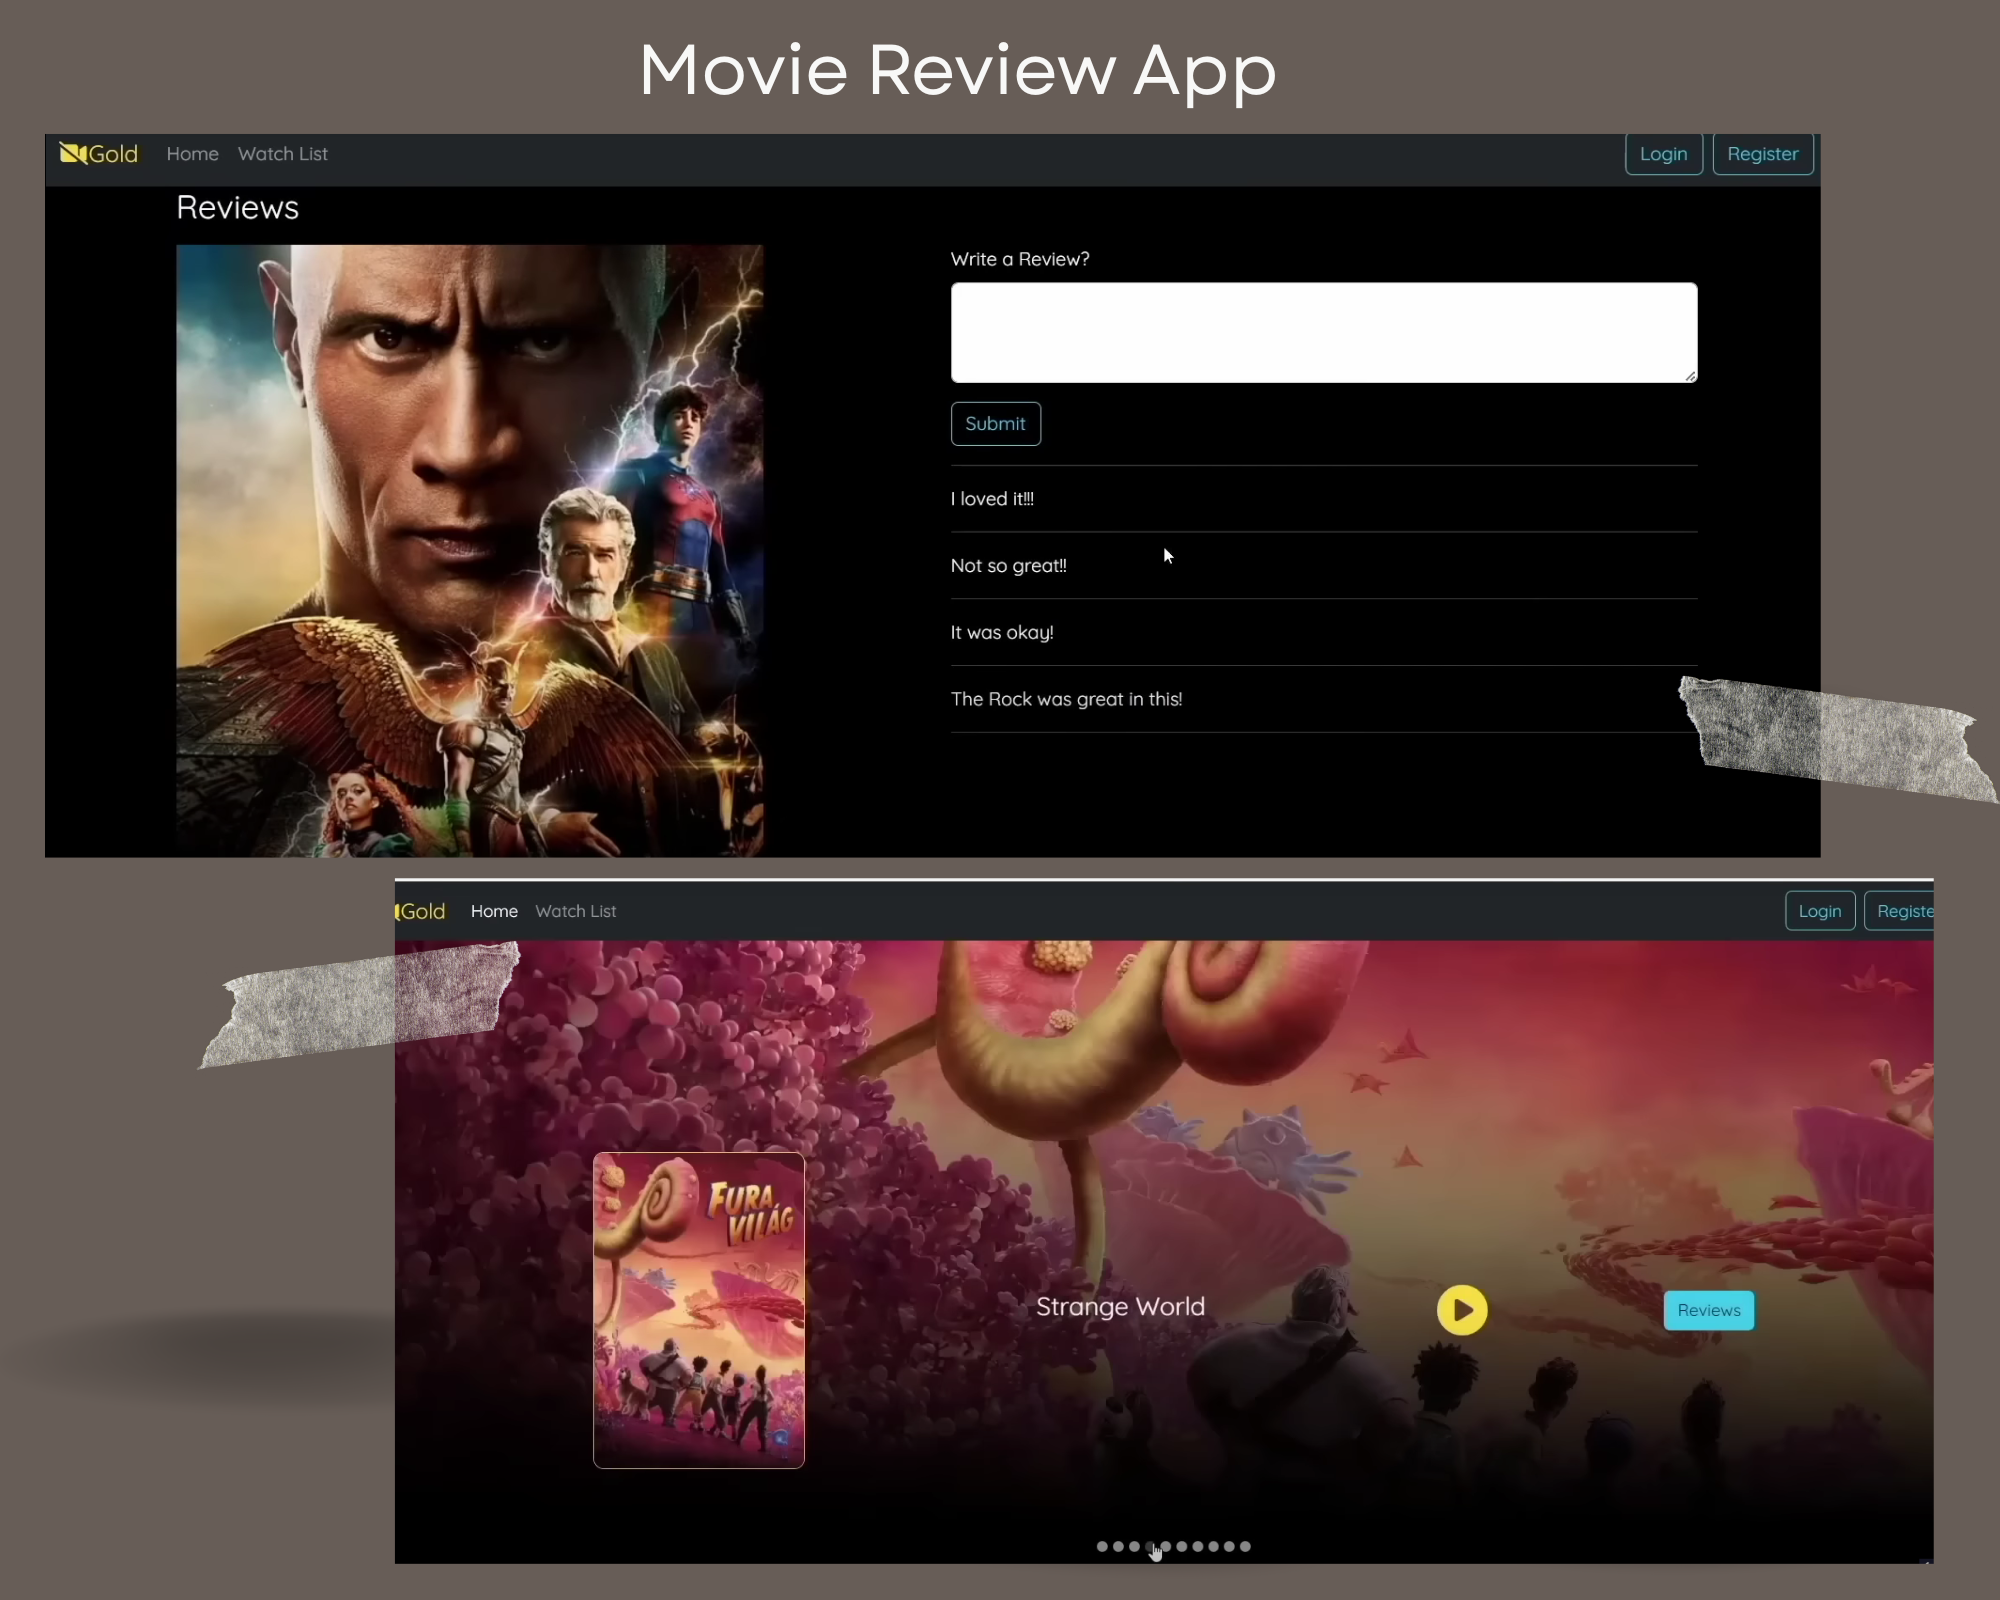 Movie Review App
Gold Home Watch List Login Register
Reviews
Write a Review?
Submit
I loved it!!!
Not so great!!
It was okay!
The Rock was great in this!
Gold Home Watch List Login Registe
FURA
VILÁG
Strange World
Reviews